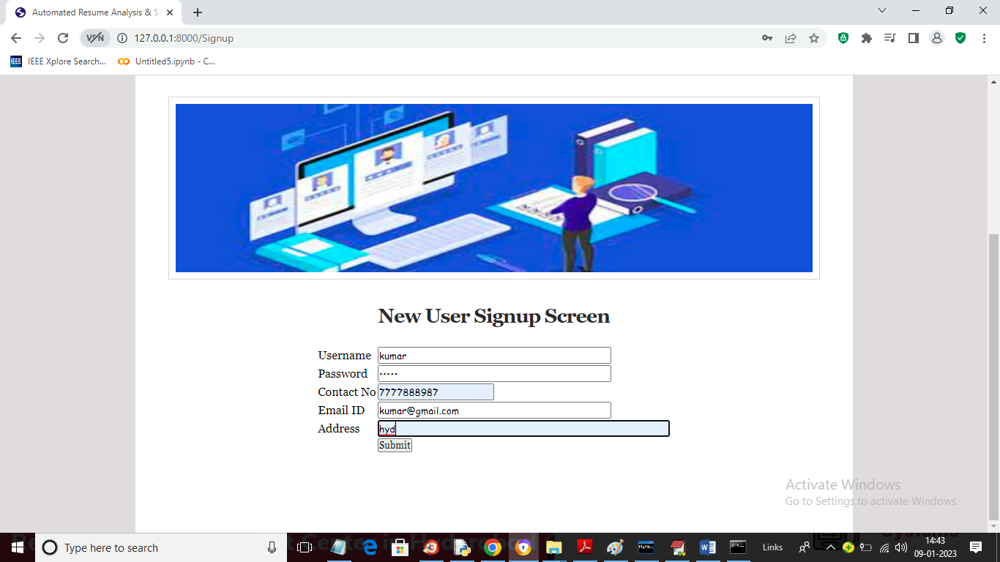 Automated Resume Analysis & S
127.0.0.1:8000/Signup
IEEE IEEE Xplore Search... Untitled5.ipynb - C...
New User Signup Screen
Username kumar
Password •••••
Contact No 7777888987
Email ID kumar@gmail.com
Address hyd
Submit
Activate Windows
Go to Settings to activate Windows.
Type here to search
Links
14:43
09-01-2023